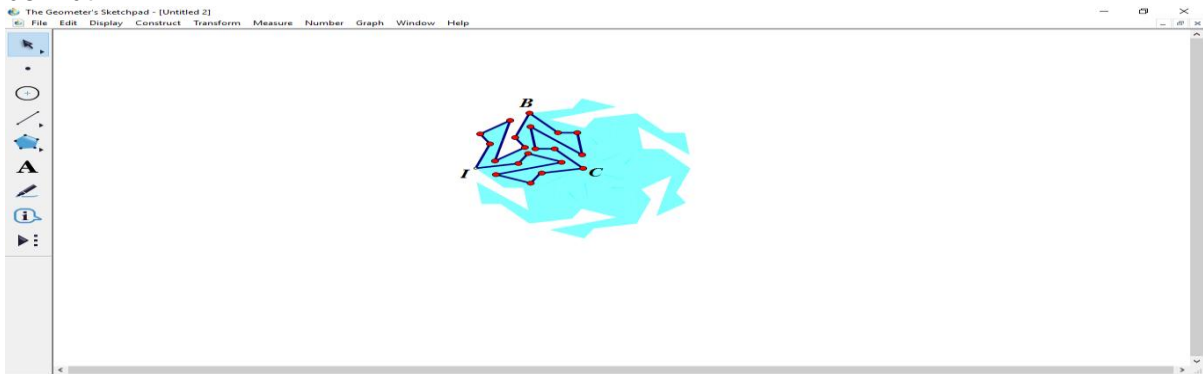 The Geometer's Sketchpad - [Untitled 2]
File Edit Display Construct Transform Measure Number Graph Window Help
B
I
C
A
i